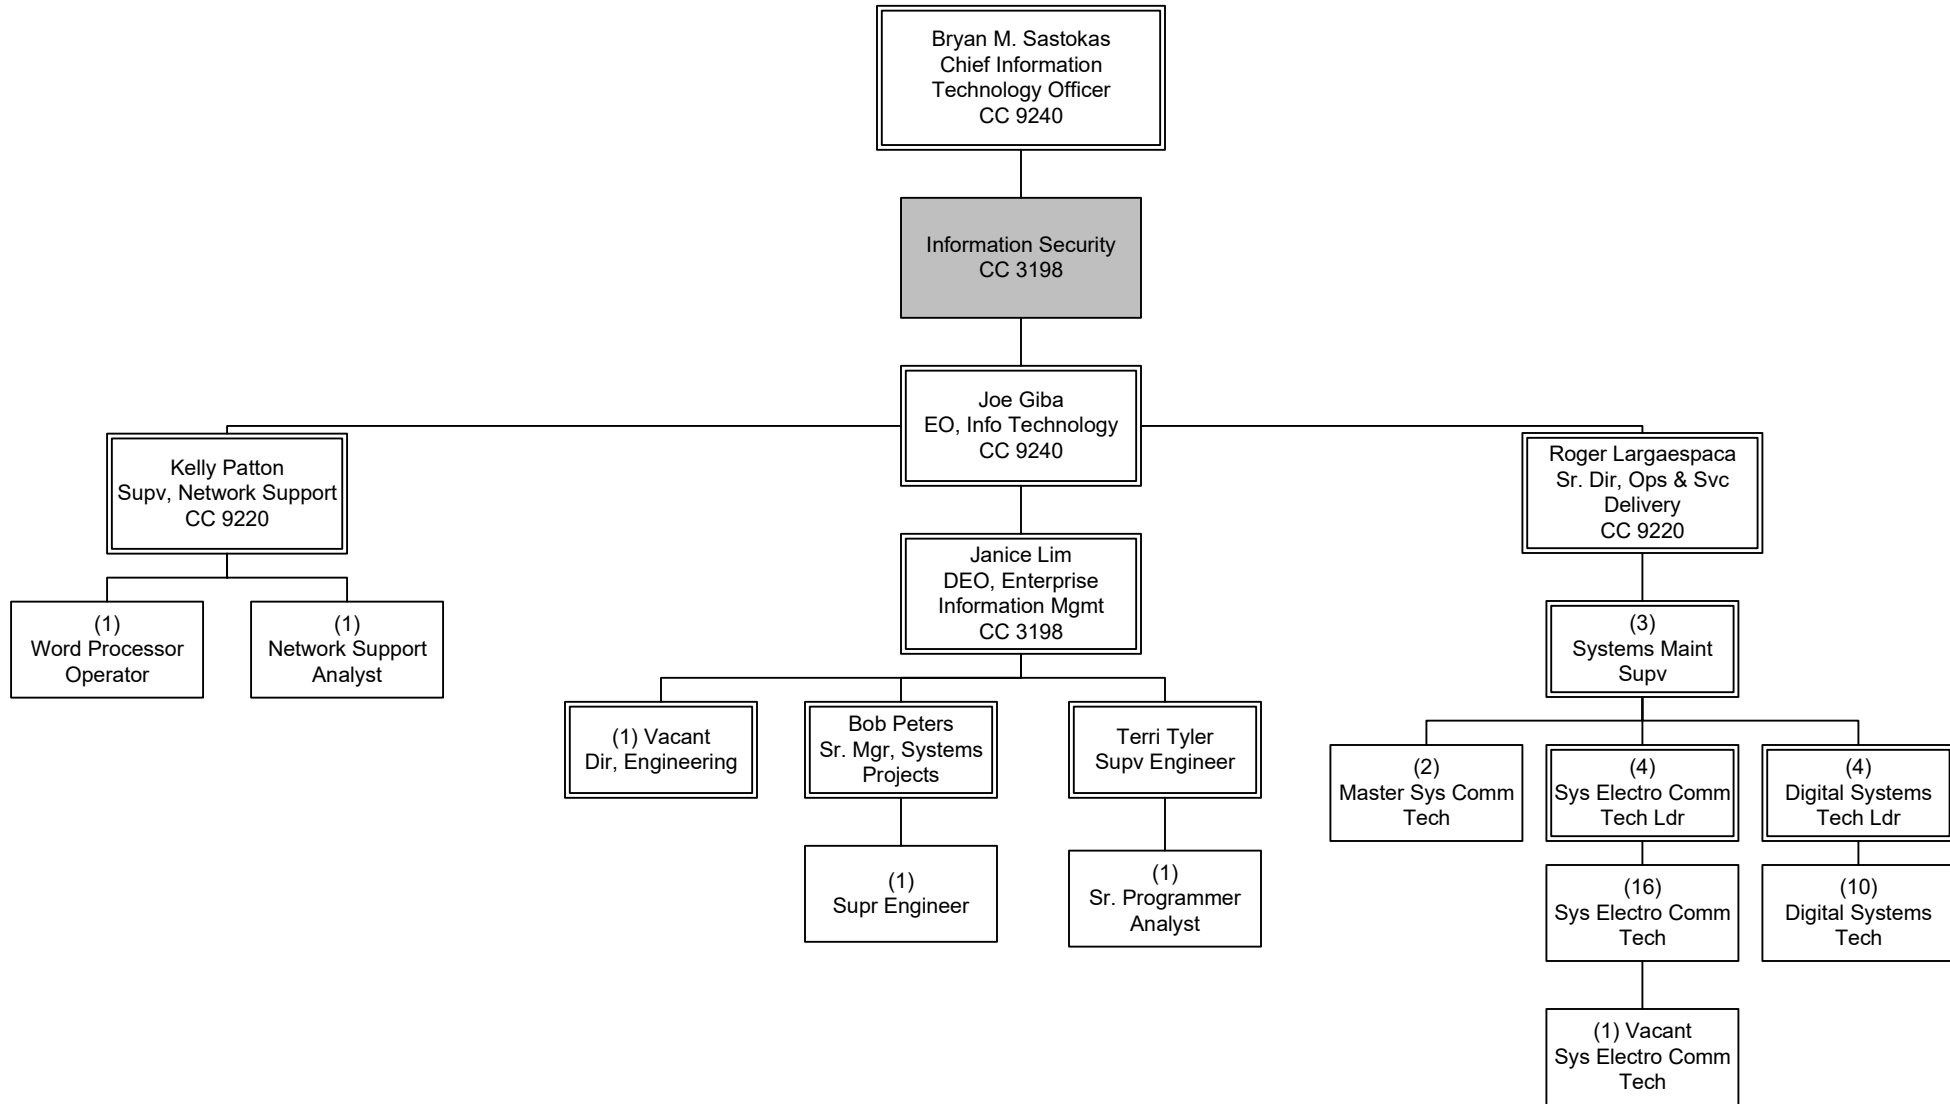 Bryan M. Sastokas
Chief Information
Technology Officer
CC 9240
Information Security
CC 3198
Joe Giba
EO, Info Technology
CC 9240
Kelly Patton
Supv, Network Support
CC 9220
Roger Largaespaca
Sr. Dir, Ops & Svc
Delivery
CC 9220
Janice Lim
DEO, Enterprise
Information Mgmt
CC 3198
(1)
Word Processor
Operator
(1)
Network Support
Analyst
(3)
Systems Maint
Supv
(1) Vacant
Dir, Engineering
Bob Peters
Sr. Mgr, Systems
Projects
Terri Tyler
Supv Engineer
(2)
Master Sys Comm
Tech
(4)
Sys Electro Comm
Tech Ldr
(4)
Digital Systems
Tech Ldr
(1)
Supr Engineer
(1)
Sr. Programmer
Analyst
(16)
Sys Electro Comm
Tech
(10)
Digital Systems
Tech
(1) Vacant
Sys Electro Comm
Tech